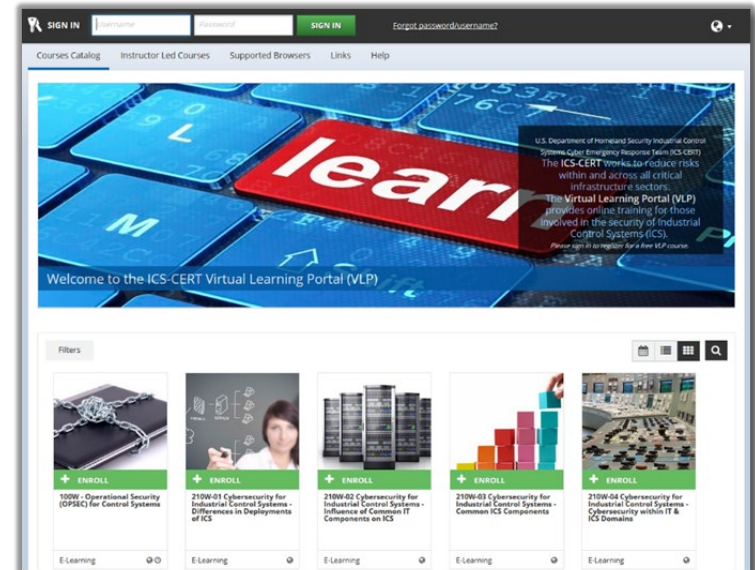 SIGN IN Username Password SIGN IN Forgot password/username?
Courses Catalog Instructor Led Courses Supported Browsers Links Help
L
learn
M
Shift
U.S. Department of Homeland Security Industrial Control
Systems Cyber Emergency Response Team (ICS-CERT)
The ICS-CERT works to reduce risks
within and across all critical
infrastructure sectors.
The Virtual Learning Portal (VLP)
provides online training for those
involved in the security of Industrial
Control Systems (ICS).
Please sign in to register for a free VLP course.
Welcome to the ICS-CERT Virtual Learning Portal (VLP)
Filters
+ ENROLL
100W - Operational Security
(OPSEC) for Control Systems
E-Learning
+ ENROLL
210W-01 Cybersecurity for
Industrial Control Systems -
Differences in Deployments
of ICS
E-Learning
+ ENROLL
210W-02 Cybersecurity for
Industrial Control Systems -
Influence of Common IT
Components on ICS
E-Learning
+ ENROLL
210W-03 Cybersecurity for
Industrial Control Systems -
Common ICS Components
E-Learning
+ ENROLL
210W-04 Cybersecurity for
Industrial Control Systems -
Cybersecurity within IT &
ICS Domains
E-Learning